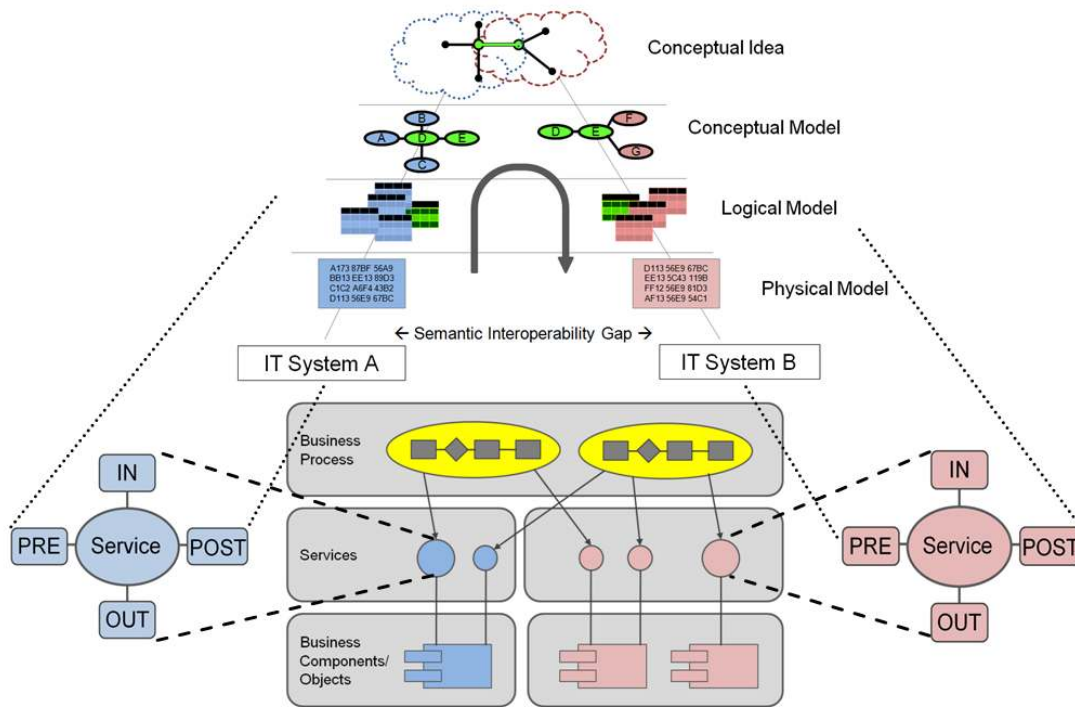 Conceptual Idea
B
A D E
C
D E F
G
Conceptual Model
Logical Model
A173 87BF 56A9
BB13 EE13 89D3
C1C2 A6F4 43B2
D113 56E9 67BC
D113 56E9 67BC
EE13 5C43 119B
FF12 56E9 81D3
AF13 56E9 54C1
Physical Model
← Semantic Interoperability Gap →
IT System A
IT System B
Business
Process
Services
Business
Components/
Objects
IN
PRE Service POST
OUT
IN
PRE Service POST
OUT